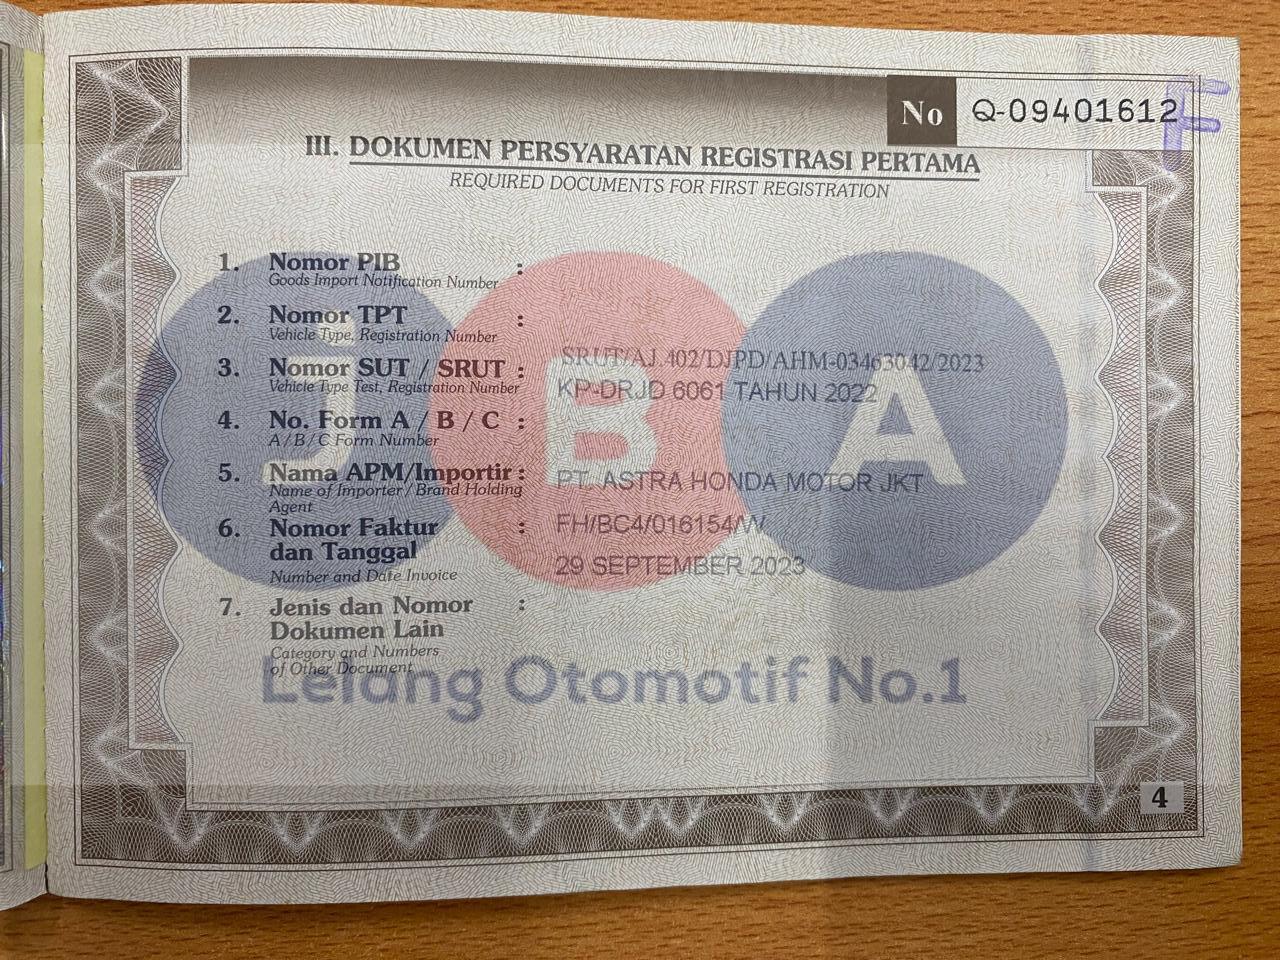 No Q-09401612
F
III. DOKUMEN PERSYARATAN REGISTRASI PERTAMA
REQUIRED DOCUMENTS FOR FIRST REGISTRATION
1. Nomor PIB :
Goods Import Notification Number
2. Nomor TPT :
Vehicle Type, Registration Number
3. Nomor SUT / SRUT : SRUT/AJ.402/DJPD/AHM-03463042/2023
Vehicle Type Test, Registration Number KP-DRJD 6061 TAHUN 2022
4. No. Form A / B / C :
A / B / C Form Number
5. Nama APM/Importir : PT. ASTRA HONDA MOTOR JKT
Name of Importer / Brand Holding
Agent
6. Nomor Faktur : FH/BC4/016154/W
dan Tanggal 29 SEPTEMBER 2023
Number and Date Invoice
7. Jenis dan Nomor :
Dokumen Lain
Category and Numbers
of Other Document
JBA
Lelang Otomotif No.1
4